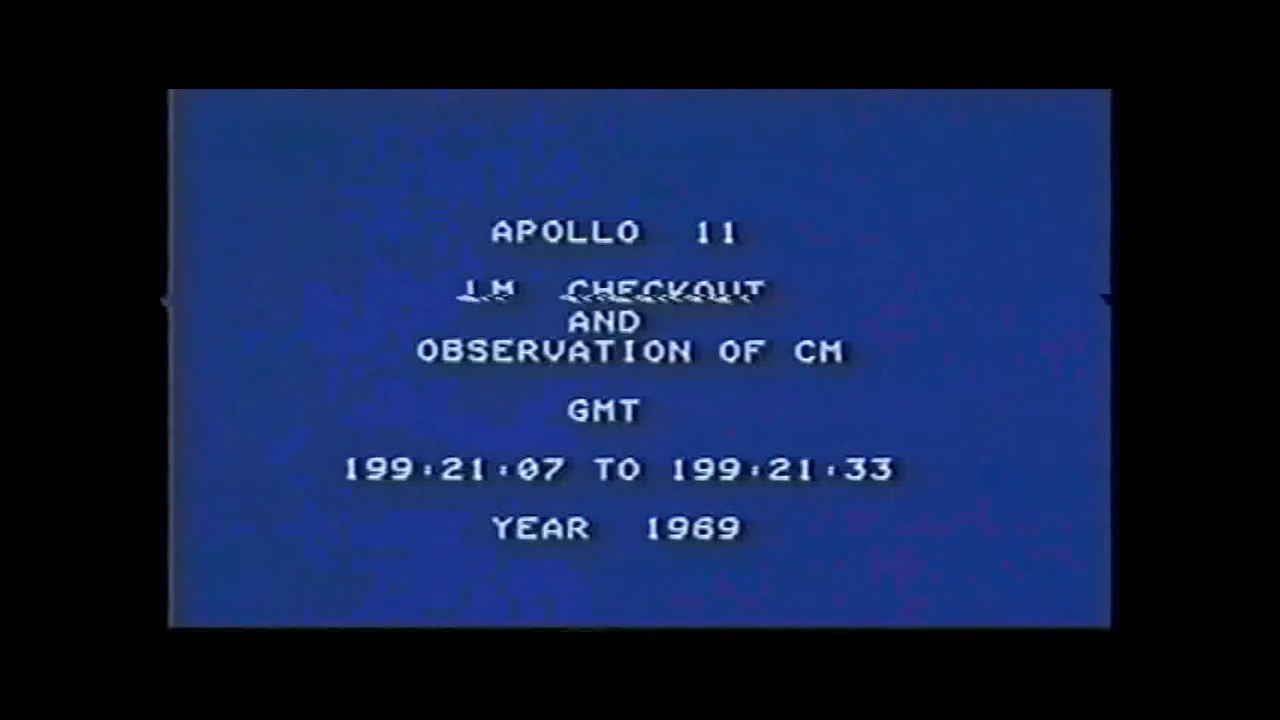 APOLLO 11
LM CHECKOUT
AND
OBSERVATION OF CM
GMT
199:21:07 TO 199:21:33
YEAR 1969